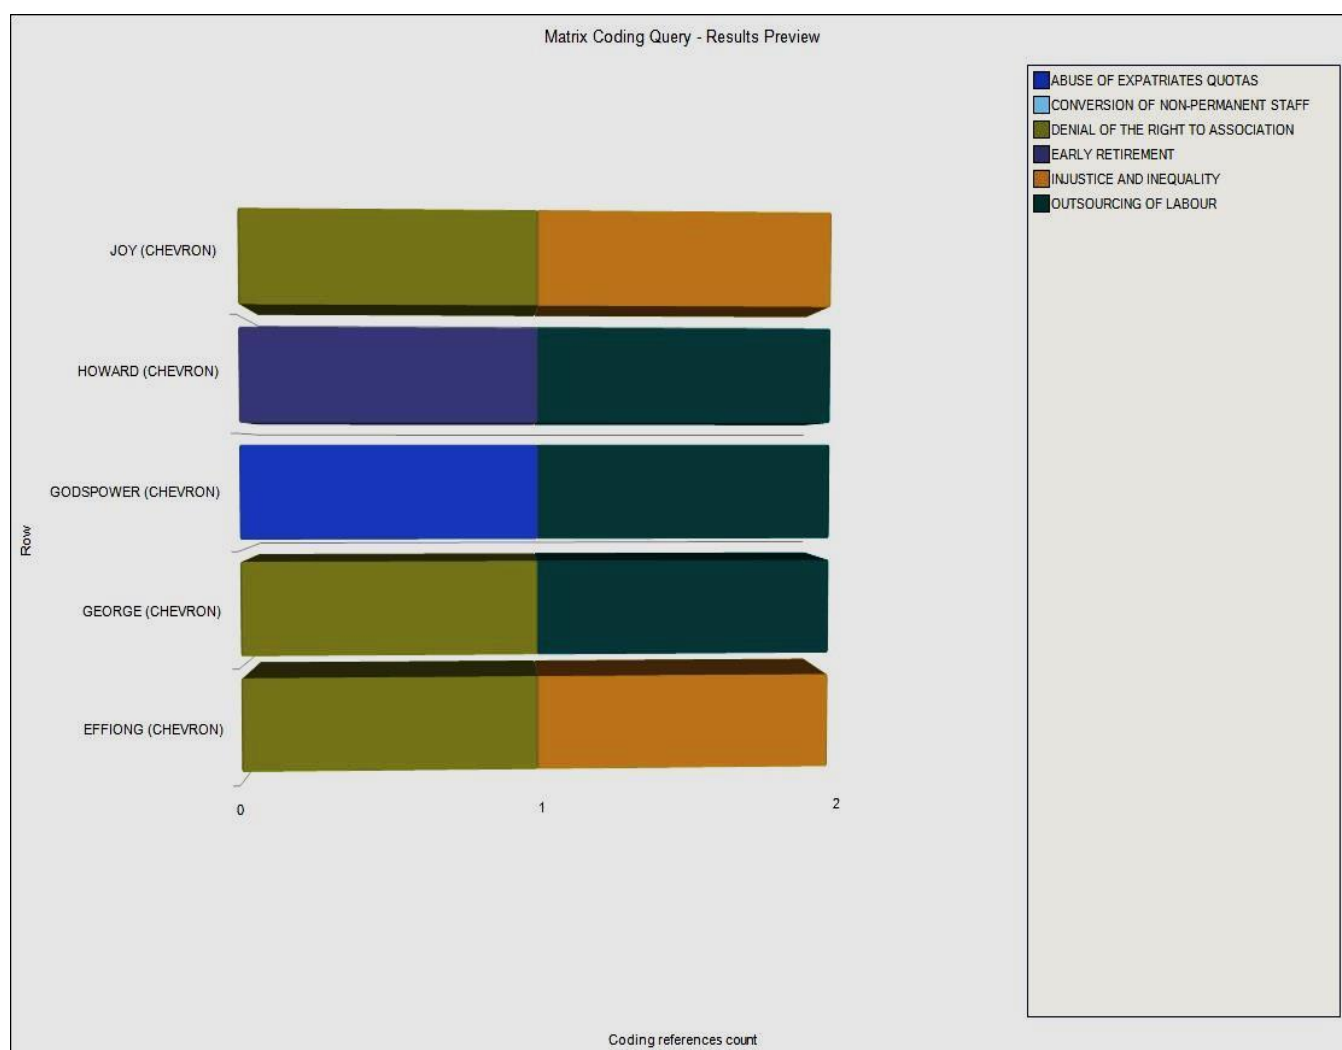 Matrix Coding Query - Results Preview
ABUSE OF EXPATRIATES QUOTAS
CONVERSION OF NON-PERMANENT STAFF
DENIAL OF THE RIGHT TO ASSOCIATION
EARLY RETIREMENT
INJUSTICE AND INEQUALITY
OUTSOURCING OF LABOUR
JOY (CHEVRON)
HOWARD (CHEVRON)
GODSPOWER (CHEVRON)
GEORGE (CHEVRON)
EFFIONG (CHEVRON)
Row
0 1 2
Coding references count